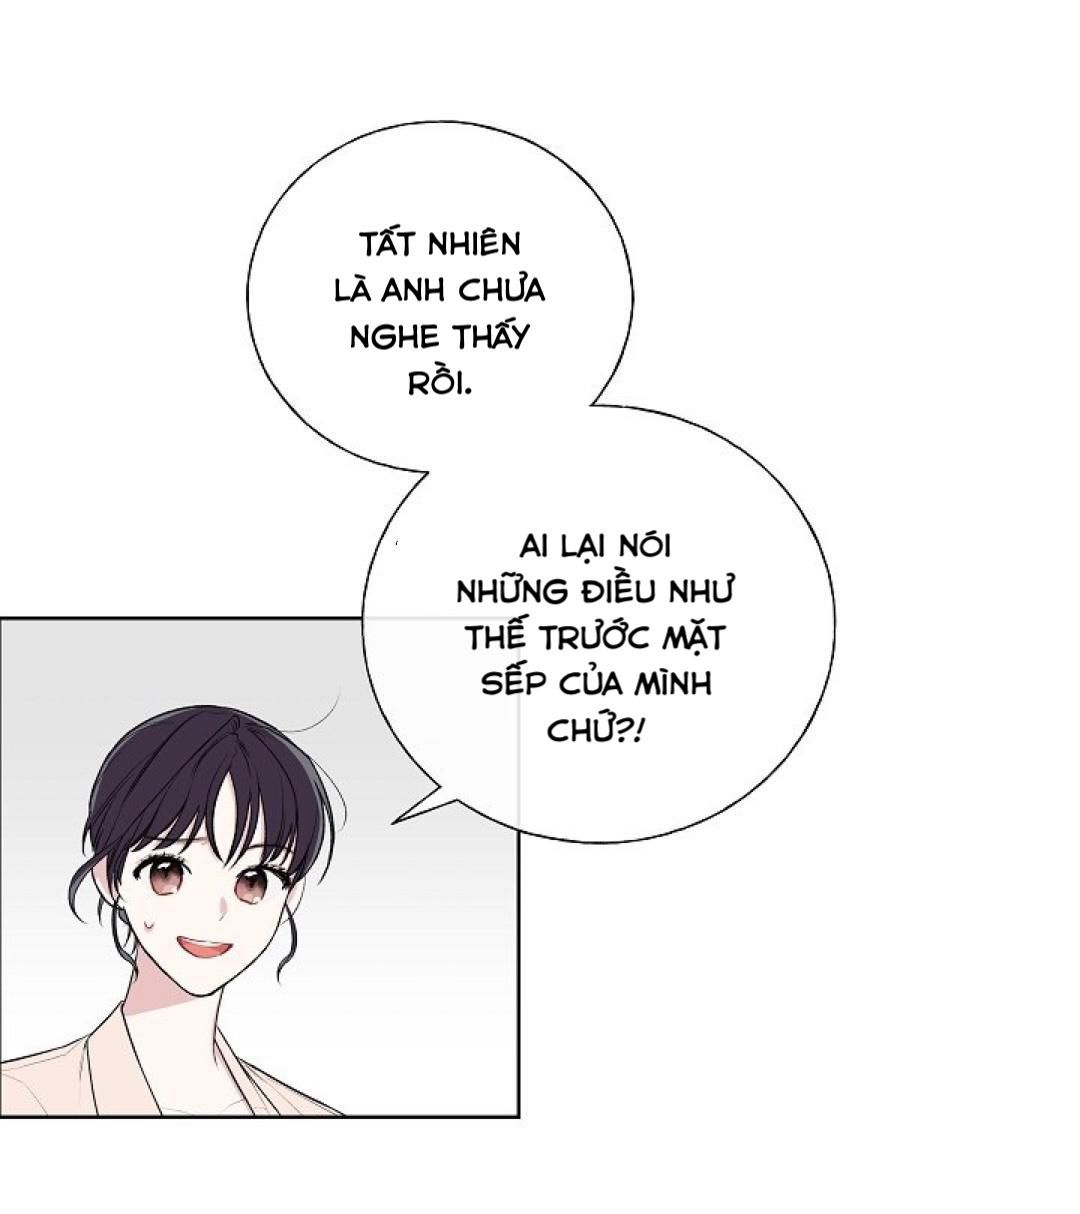 TẤT NHIÊN
LÀ ANH CHƯA
NGHE THẤY
RỒI.
AI LẠI NÓI
NHỮNG ĐIỀU NHƯ
THẾ TRƯỚC MẶT
SẾP CỦA MÌNH
CHỨ?!